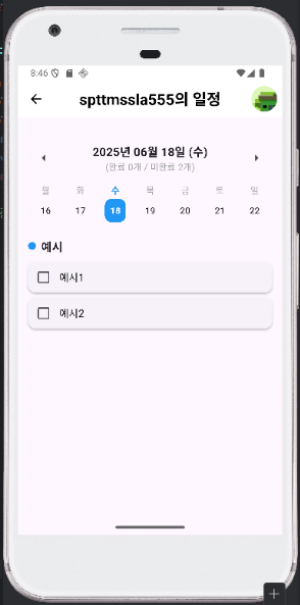 8:46
spttmssla555의 일정
2025년 06월 18일 (수)
(완료 0개 / 미완료 2개)
월 화 수 목 금 토 일
16 17 18 19 20 21 22
예시
예시1
예시2